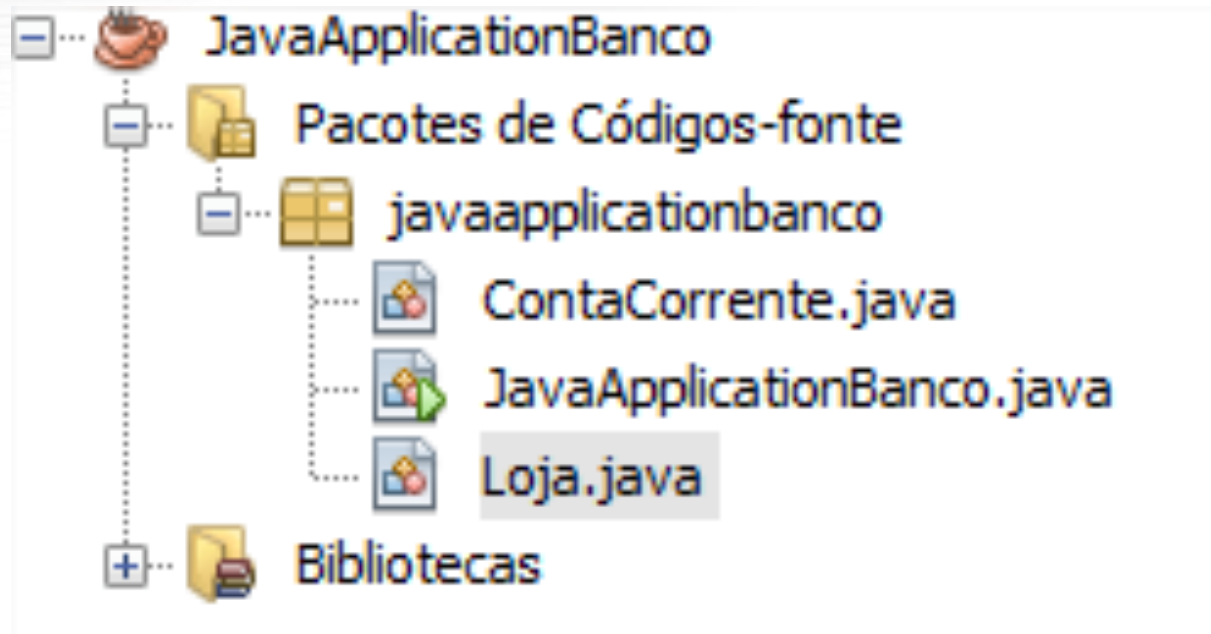 JavaApplicationBanco
Pacotes de Códigos-fonte
javaapplicationbanco
ContaCorrente.java
JavaApplicationBanco.java
Loja.java
Bibliotecas